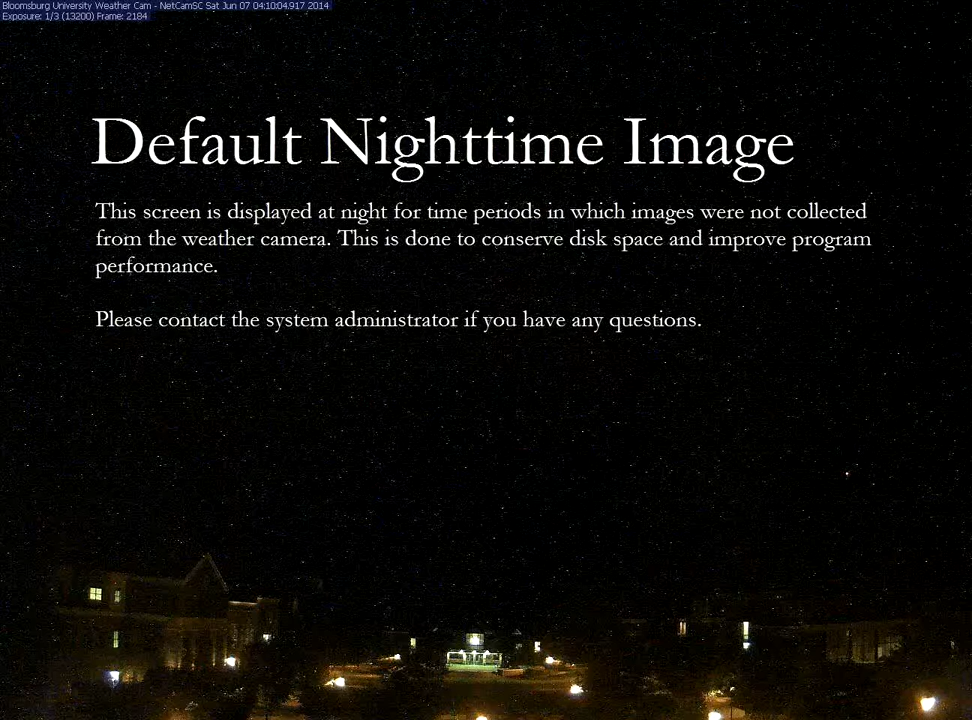 Bloomsburg University Weather Cam - NetCamSC Sat Jun 07 04:10:04.917 2014
Exposure: 1/3 (13200) Frame: 2184
Default Nighttime Image
This screen is displayed at night for time periods in which images were not collected
from the weather camera. This is done to conserve disk space and improve program
performance.
Please contact the system administrator if you have any questions.